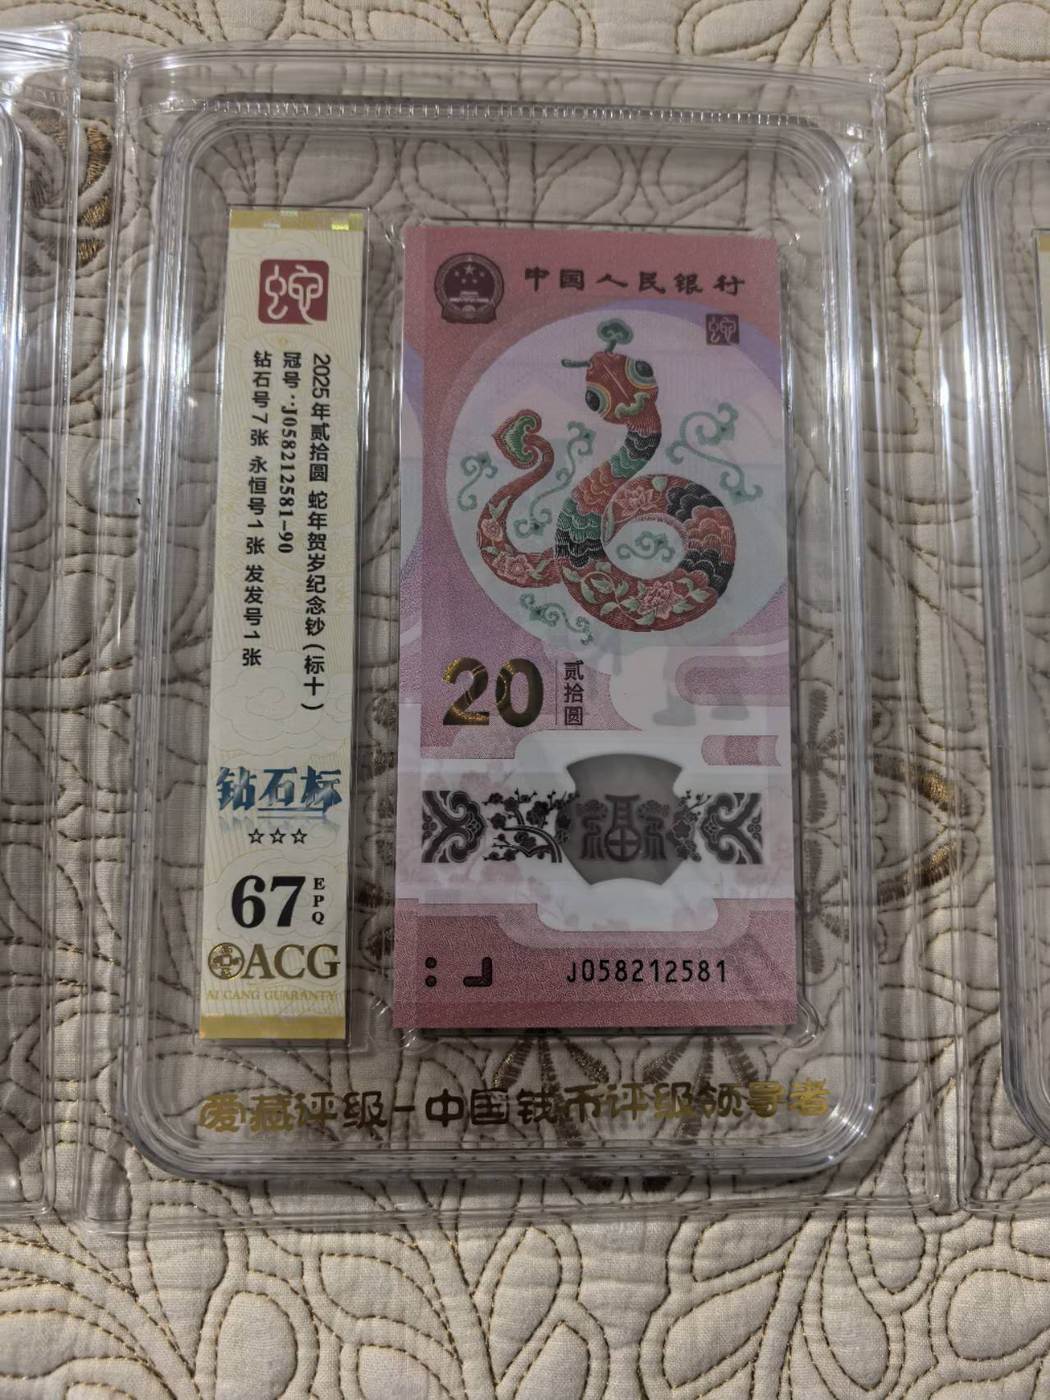 蛇
2025年贰拾圆 蛇年贺岁纪念钞(标十)
冠号:J058212581-90
钻石号7张 永恒号1张 发发号1张
钻石标
☆☆☆
67 EPQ
ACG
AI CANG GUARANTY
中国人民银行
蛇
20 贰拾圆
福
J058212581
爱藏评级-中国钱币评级领导者